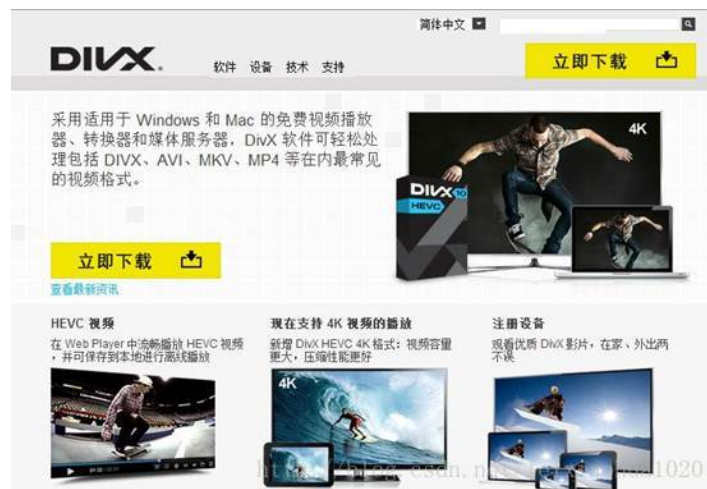 简体中文
DIVX.
软件 设备 技术 支持
立即下载
采用适用于 Windows 和 Mac 的免费视频播放
器、转换器和媒体服务器，DivX 软件可轻松处
理包括 DIVX、AVI、MKV、MP4 等在内最常见
的视频格式。
4K
DIVX 10
HEVC
立即下载
查看最新资讯
HEVC 视频
在 Web Player 中流畅播放 HEVC 视频
，并可保存到本地进行离线播放
现在支持 4K 视频的播放
新增 DivX HEVC 4K 格式：视频容量
更大，压缩性能更好
4K
注册设备
观看优质 DivX 影片，在家、外出两
不误